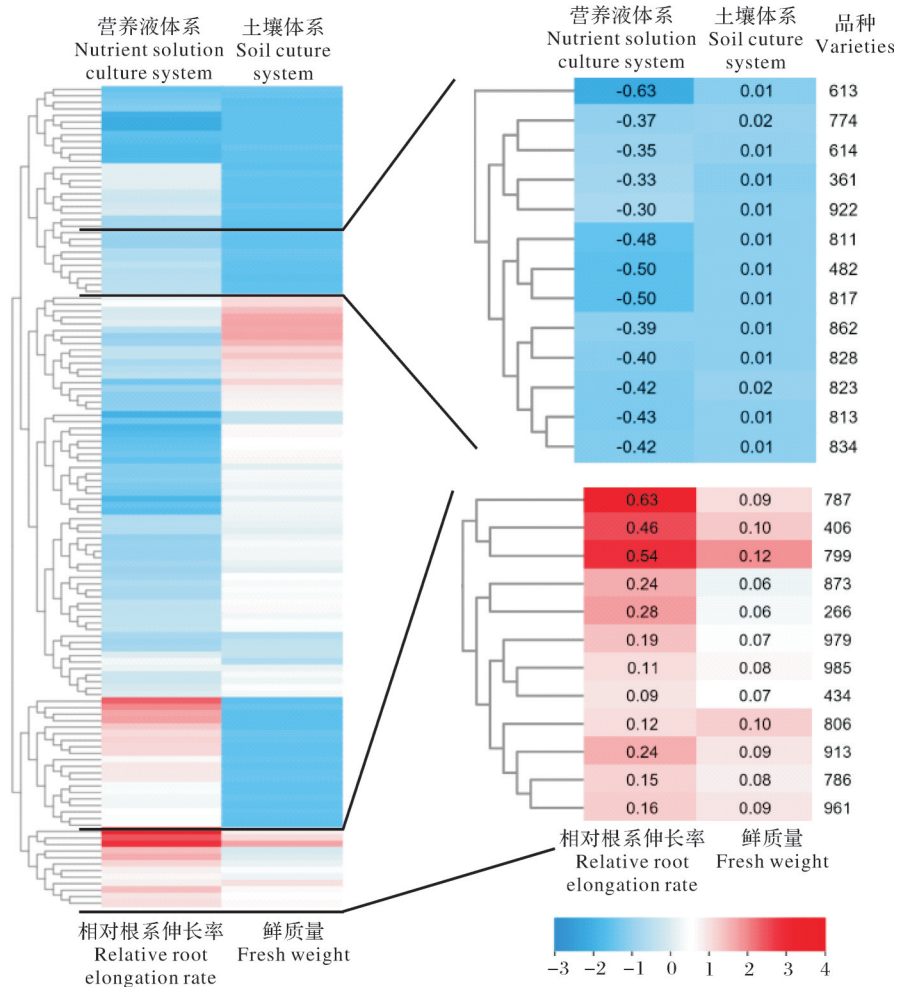 营养液体系
Nutrient solution
culture system
土壤体系
Soil cuture
system
相对根系伸长率
Relative root
elongation rate
鲜质量
Fresh weight
营养液体系
Nutrient solution
culture system
土壤体系
Soil cuture
system
品种
Varieties
-0.63 0.01 613
-0.37 0.02 774
-0.35 0.01 614
-0.33 0.01 361
-0.30 0.01 922
-0.48 0.01 811
-0.50 0.01 482
-0.50 0.01 817
-0.39 0.01 862
-0.40 0.01 828
-0.42 0.02 823
-0.43 0.01 813
-0.42 0.01 834
0.63 0.09 787
0.46 0.10 406
0.54 0.12 799
0.24 0.06 873
0.28 0.06 266
0.19 0.07 979
0.11 0.08 985
0.09 0.07 434
0.12 0.10 806
0.24 0.09 913
0.15 0.08 786
0.16 0.09 961
相对根系伸长率
Relative root
elongation rate
鲜质量
Fresh weight
−3 −2 −1 0 1 2 3 4